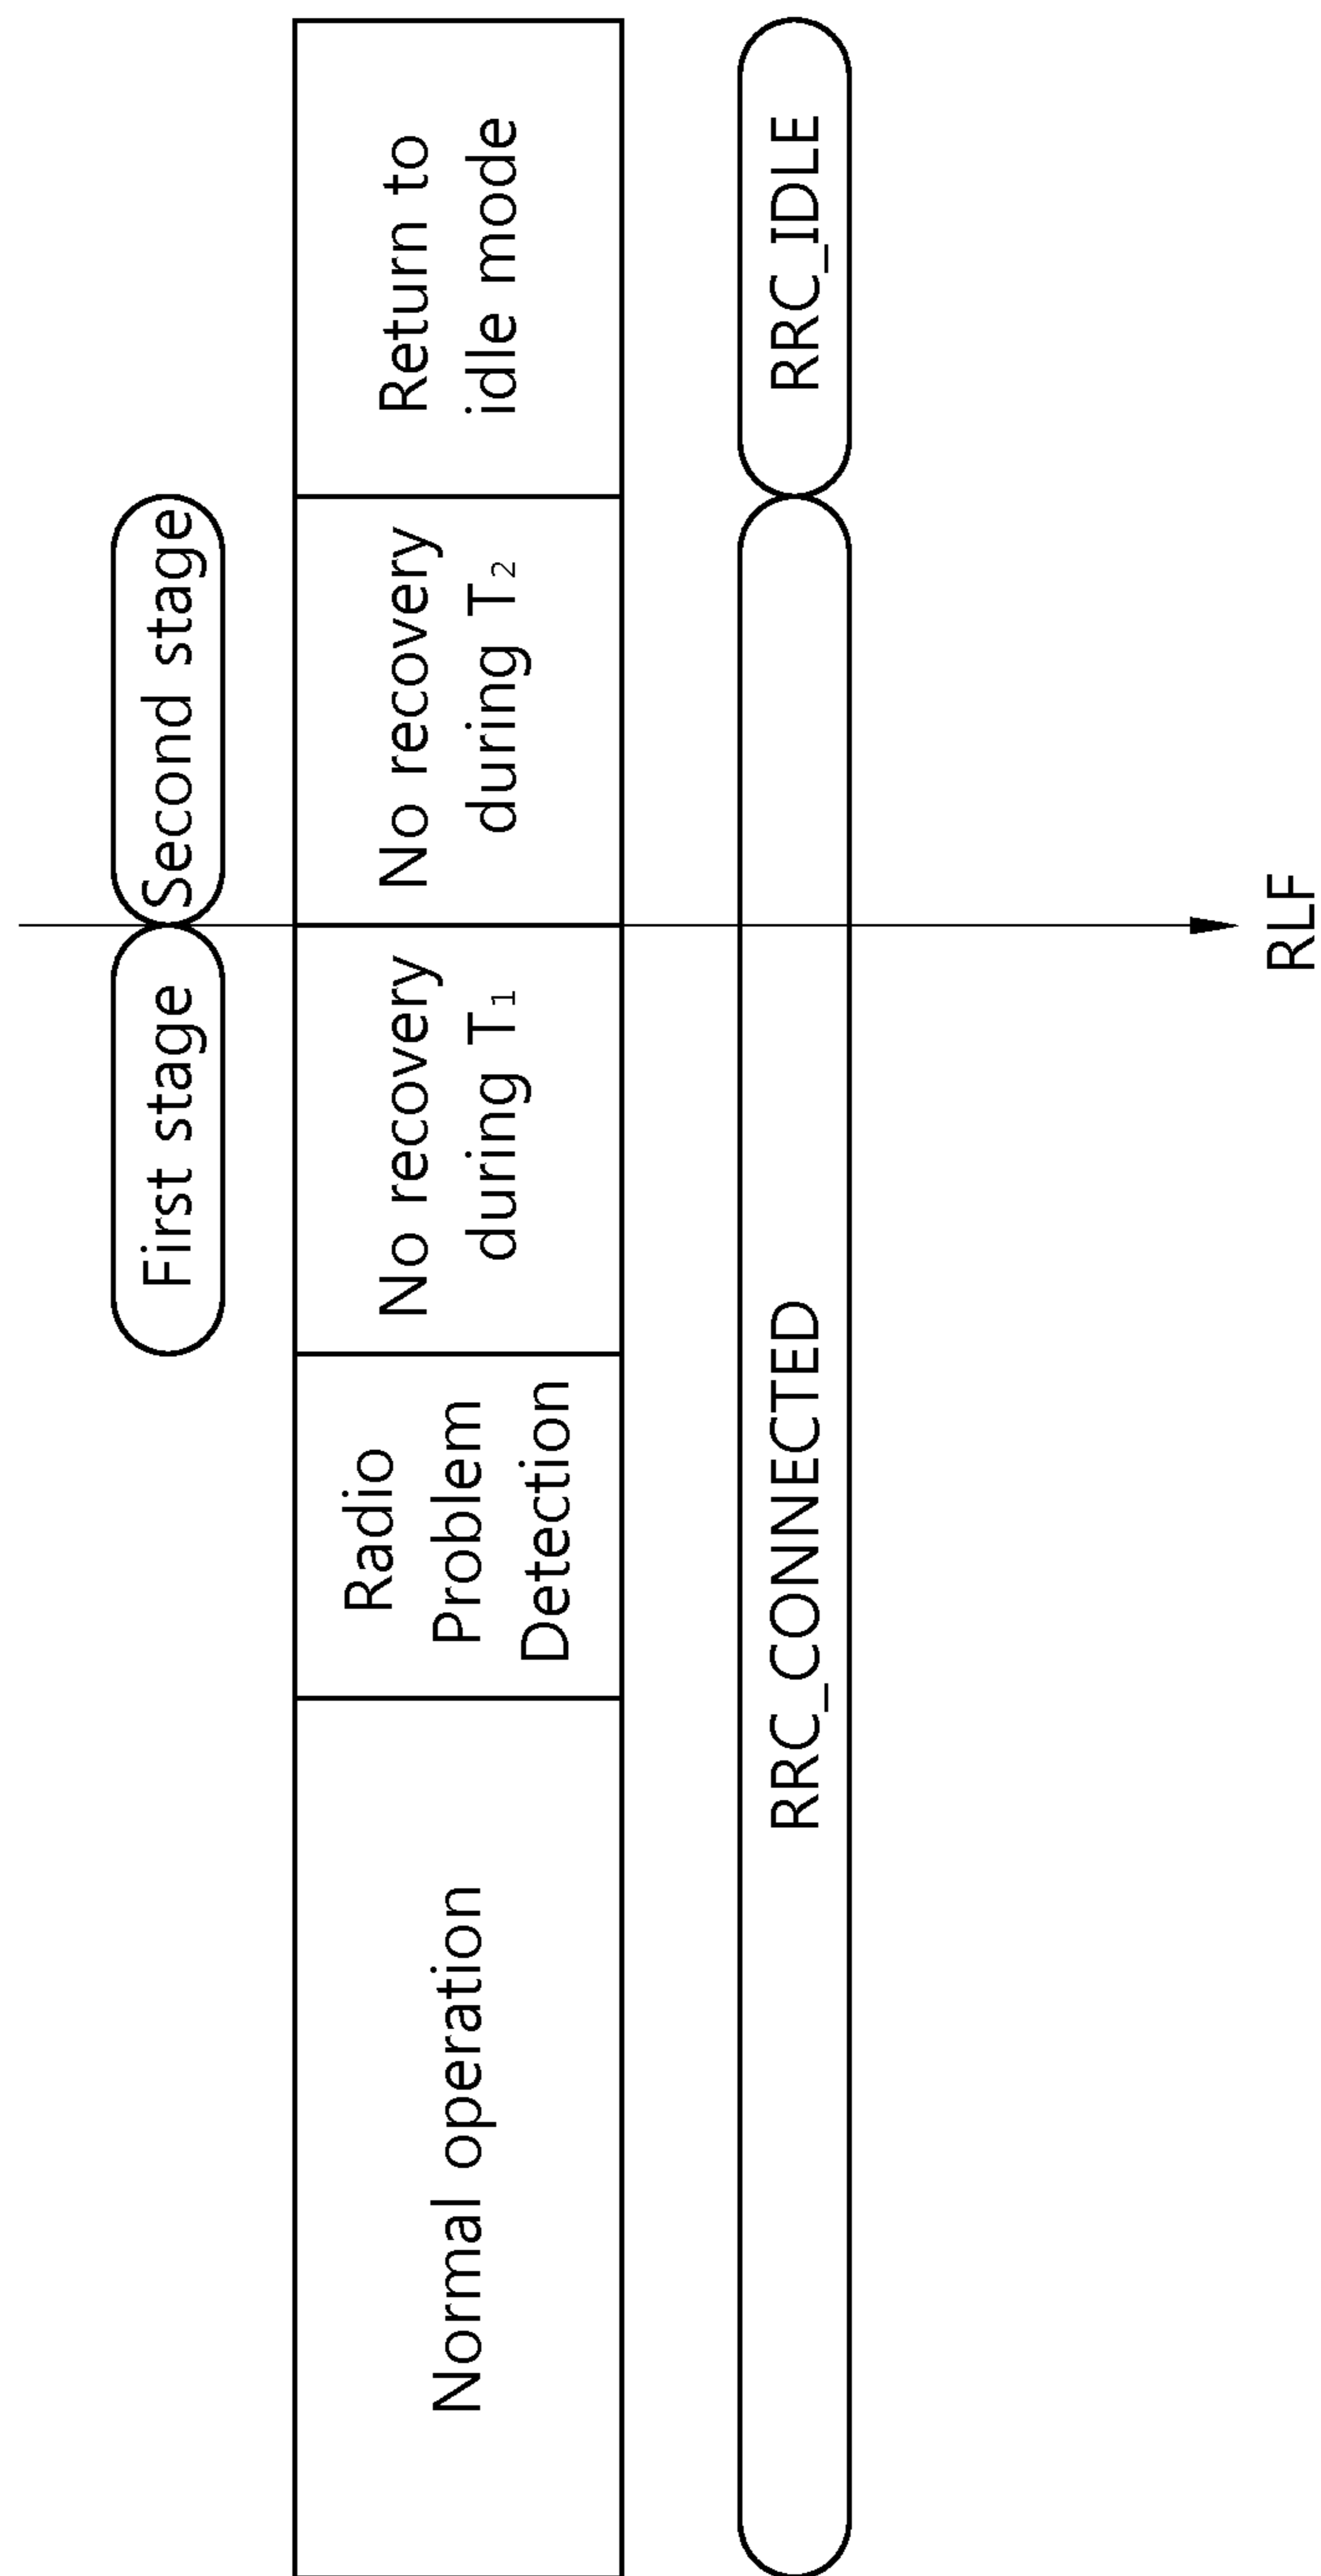 First stage
Second stage
Normal operation
Radio
Problem
Detection
No recovery
during T₁
No recovery
during T₂
Return to
idle mode
RRC_CONNECTED
RRC_IDLE
RLF